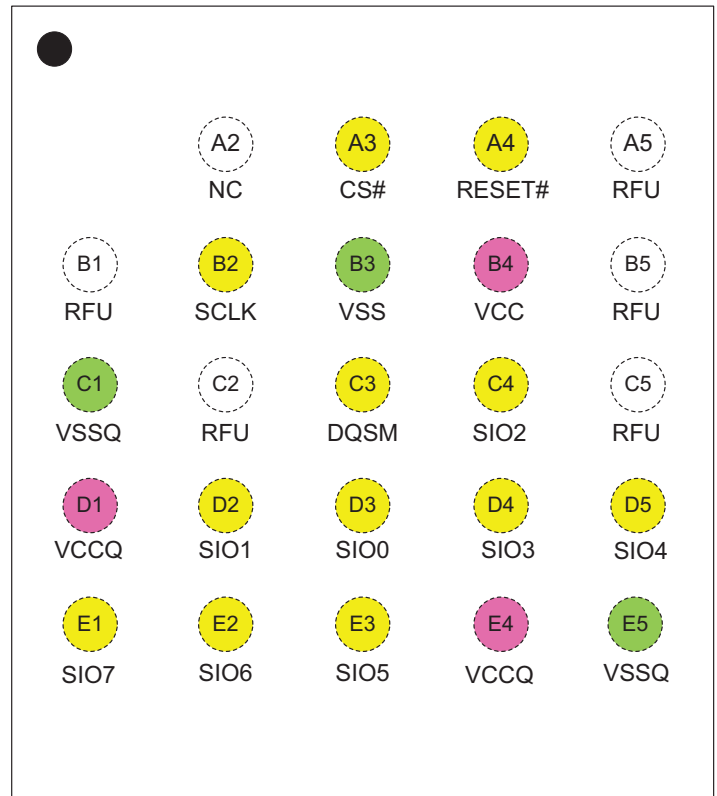 A2 A3 A4 A5
NC CS# RESET# RFU
B1 B2 B3 B4 B5
RFU SCLK VSS VCC RFU
C1 C2 C3 C4 C5
VSSQ RFU DQSM SIO2 RFU
D1 D2 D3 D4 D5
VCCQ SIO1 SIO0 SIO3 SIO4
E1 E2 E3 E4 E5
SIO7 SIO6 SIO5 VCCQ VSSQ